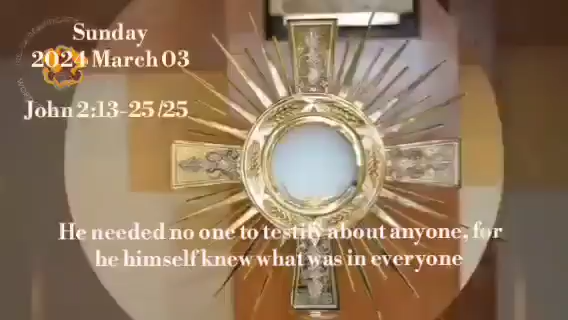 Sunday
2024 March 03
John 2:13-25/25
He needed no one to testify about anyone, for
he himself knew what was in everyone